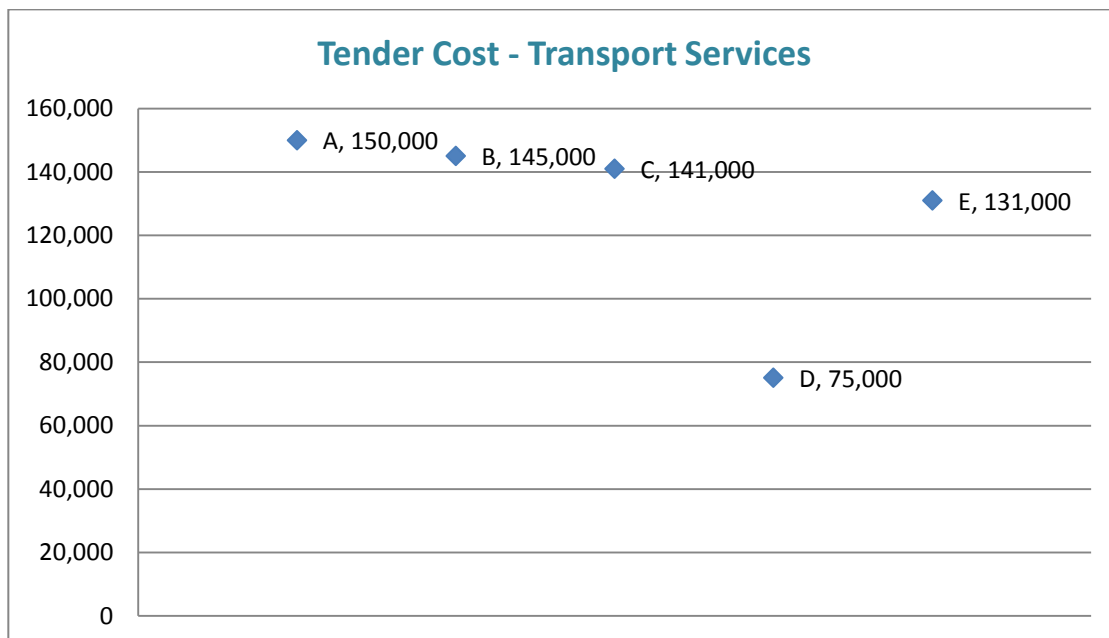 Tender Cost - Transport Services
160,000
140,000
120,000
100,000
80,000
60,000
40,000
20,000
0
A, 150,000
B, 145,000
C, 141,000
D, 75,000
E, 131,000